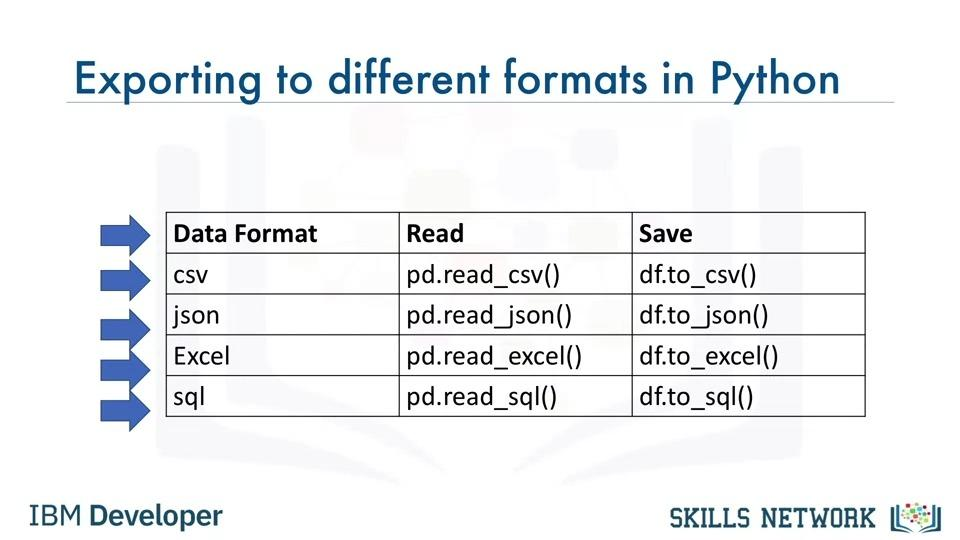 Exporting to different formats in Python
Data Format Read Save
csv pd.read_csv() df.to_csv()
json pd.read_json() df.to_json()
Excel pd.read_excel() df.to_excel()
sql pd.read_sql() df.to_sql()
IBM Developer
SKILLS NETWORK